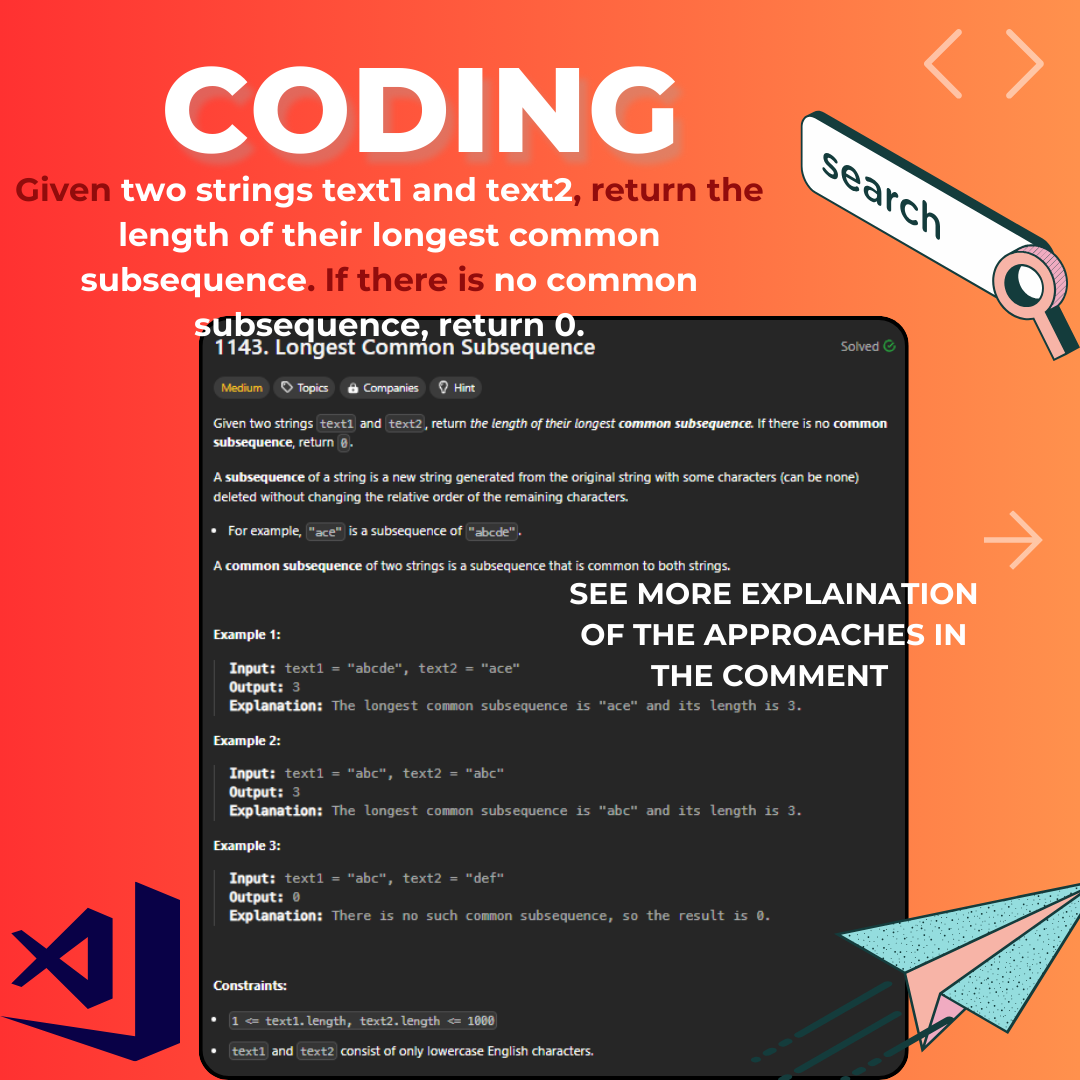 CODING
Given two strings text1 and text2, return the
length of their longest common
subsequence. If there is no common
subsequence, return 0.
search
1143. Longest Common Subsequence
Solved
Medium Topics Companies Hint
Given two strings text1 and text2, return the length of their longest common subsequence. If there is no common
subsequence, return 0.
A subsequence of a string is a new string generated from the original string with some characters (can be none)
deleted without changing the relative order of the remaining characters.
• For example, "ace" is a subsequence of "abcde".
A common subsequence of two strings is a subsequence that is common to both strings.
SEE MORE EXPLAINATION
OF THE APPROACHES IN
THE COMMENT
Example 1:
Input: text1 = "abcde", text2 = "ace"
Output: 3
Explanation: The longest common subsequence is "ace" and its length is 3.
Example 2:
Input: text1 = "abc", text2 = "abc"
Output: 3
Explanation: The longest common subsequence is "abc" and its length is 3.
Example 3:
Input: text1 = "abc", text2 = "def"
Output: 0
Explanation: There is no such common subsequence, so the result is 0.
Constraints:
• 1 <= text1.length, text2.length <= 1000
• text1 and text2 consist of only lowercase English characters.